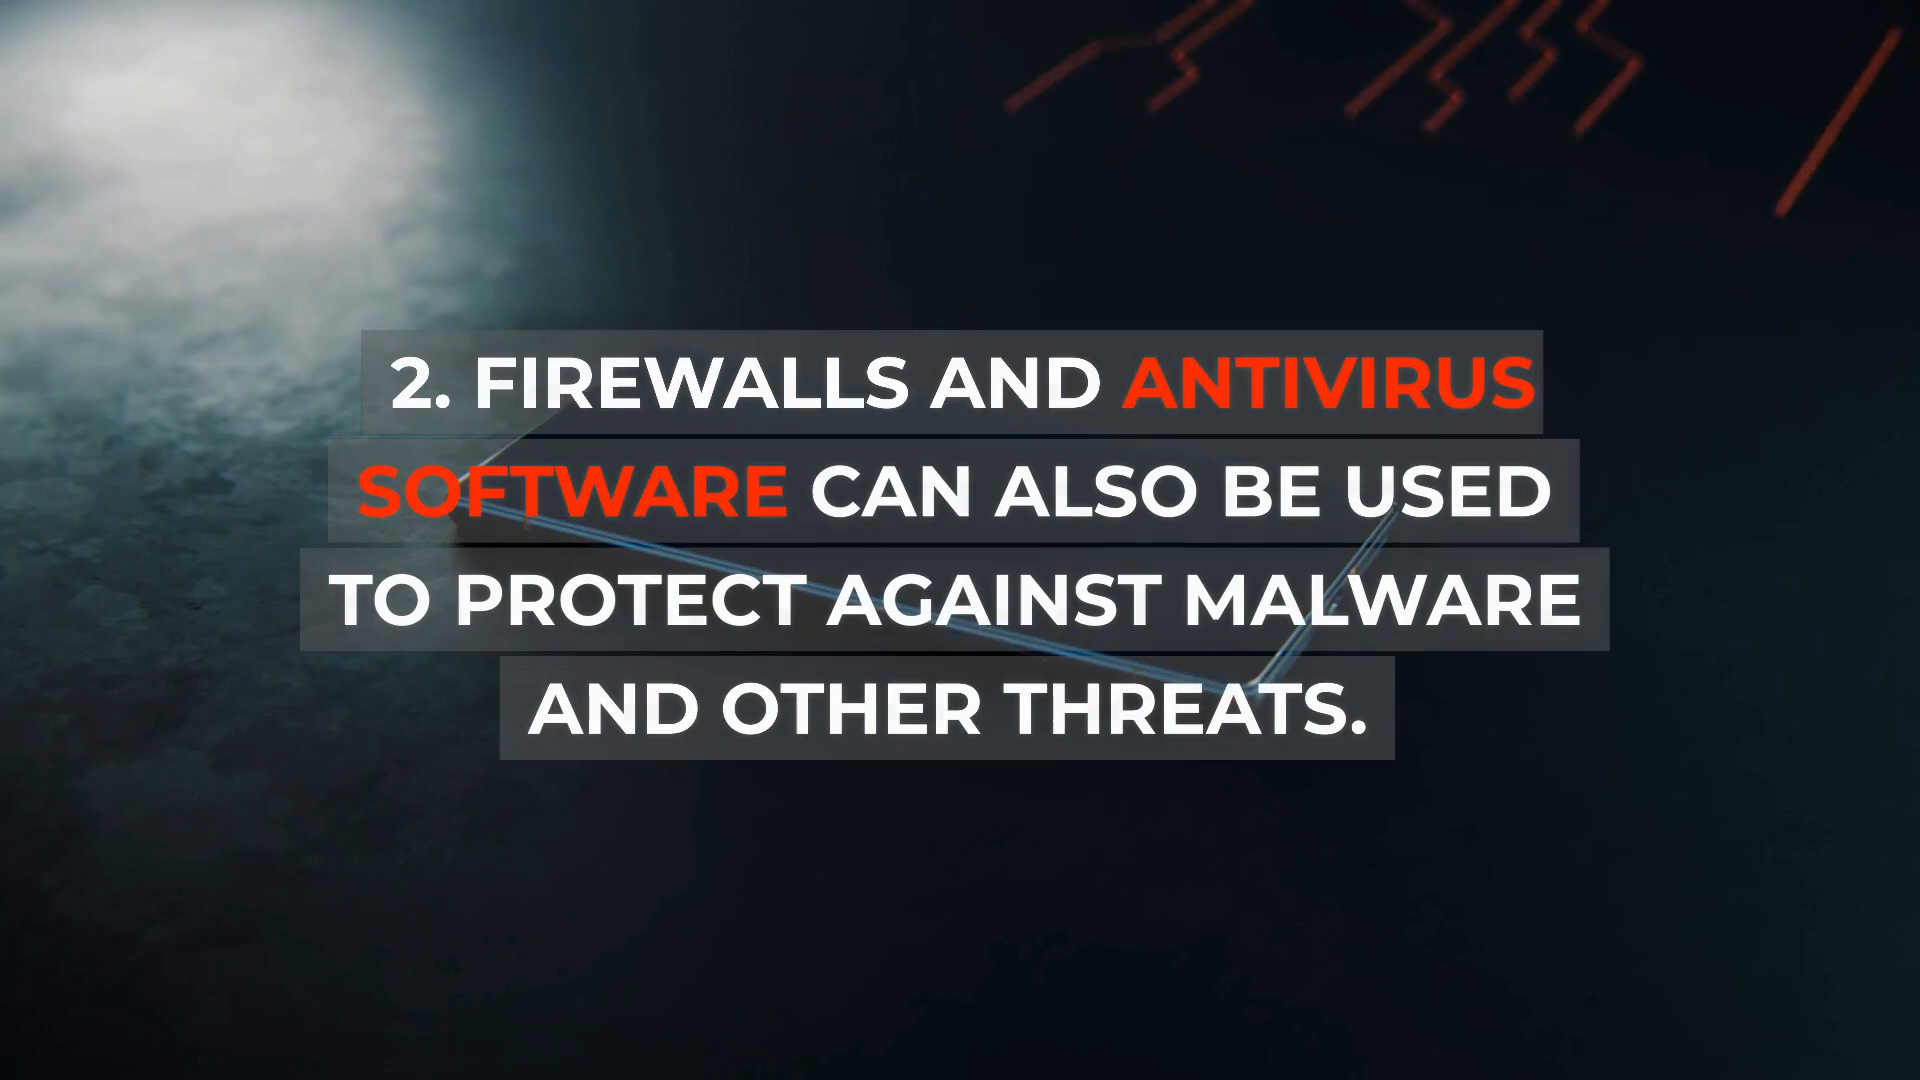 2. FIREWALLS AND ANTIVIRUS
SOFTWARE CAN ALSO BE USED
TO PROTECT AGAINST MALWARE
AND OTHER THREATS.